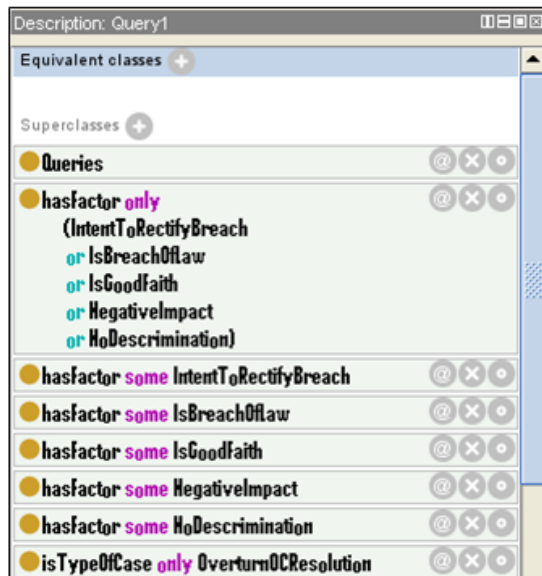 Description: Query1
Equivalent classes
Superclasses
Queries
hasFactor only
(IntentToRectifyBreach
or IsBreachOfLaw
or IsGoodFaith
or NegativeImpact
or NoDescrimination)
hasFactor some IntentToRectifyBreach
hasFactor some IsBreachOfLaw
hasFactor some IsGoodFaith
hasFactor some NegativeImpact
hasFactor some NoDescrimination
isTypeOfCase only OverturnOCResolution